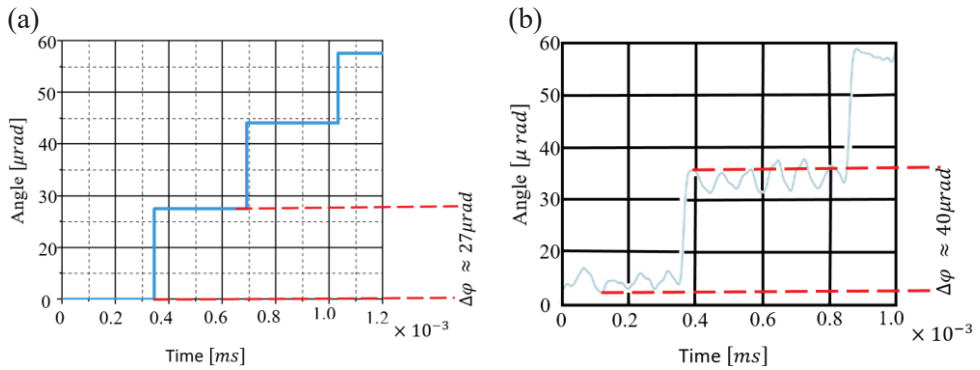 (a)
60
50
40
30
20
10
0
Angle [μrad]
0 0.2 0.4 0.6 0.8 1.0 1.2
× 10⁻³
Time [ms]
Δφ ≈ 27μrad
(b)
60
50
40
30
20
10
0
Angle [μ rad]
0 0.2 0.4 0.6 0.8 1.0
× 10⁻³
Time [ms]
Δφ ≈ 40μrad